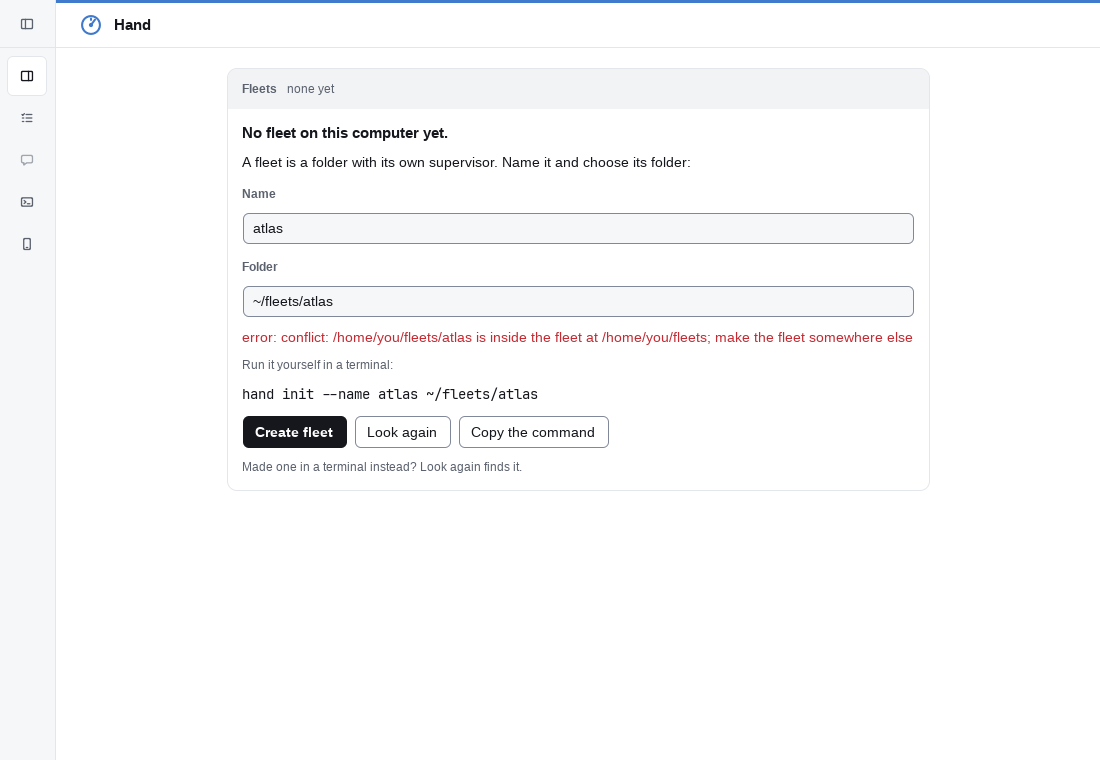 Hand
Fleets none yet
No fleet on this computer yet.
A fleet is a folder with its own supervisor. Name it and choose its folder:
Name
atlas
Folder
~/fleets/atlas
error: conflict: /home/you/fleets/atlas is inside the fleet at /home/you/fleets; make the fleet somewhere else
Run it yourself in a terminal:
hand init --name atlas ~/fleets/atlas
Create fleet Look again Copy the command
Made one in a terminal instead? Look again finds it.